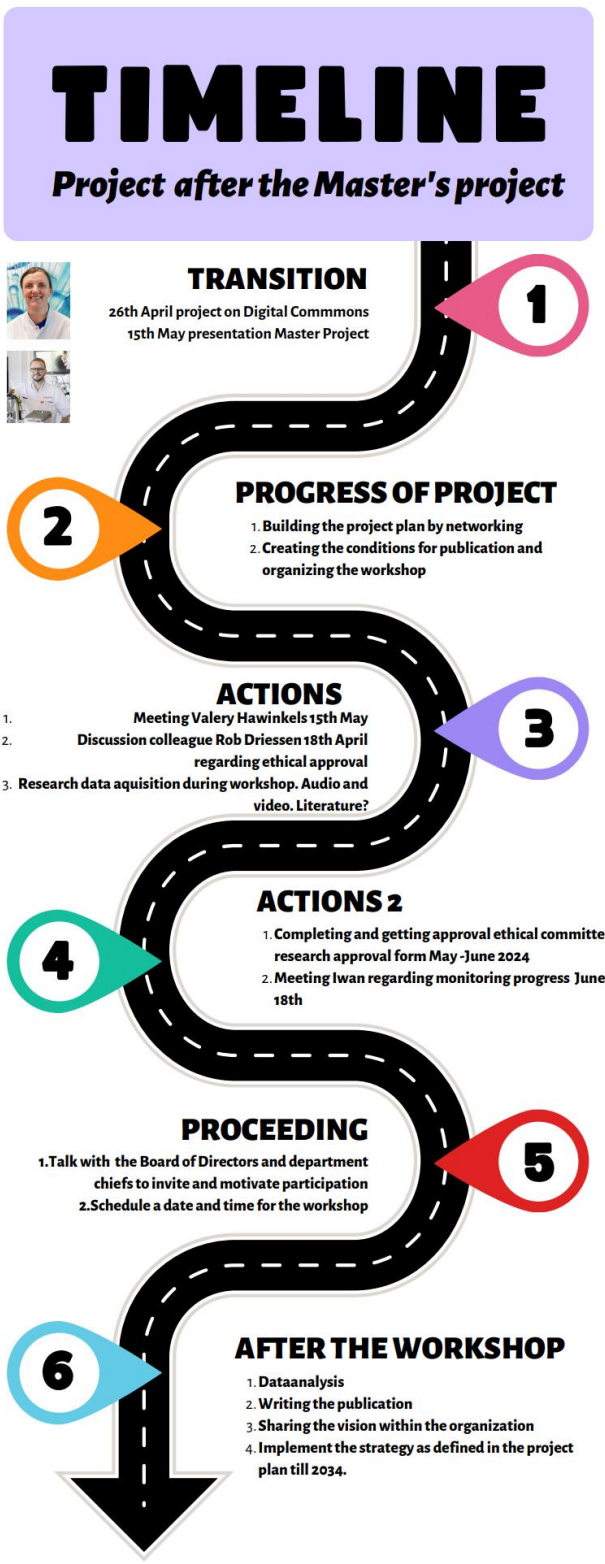 TIMELINE
Project after the Master's project
TRANSITION
26th April project on Digital Commmons
15th May presentation Master Project
1
2
PROGRESS OF PROJECT
1. Building the project plan by networking
2. Creating the conditions for publication and
organizing the workshop
ACTIONS
1. Meeting Valery Hawinkels 15th May
2. Discussion colleague Rob Driessen 18th April
regarding ethical approval
3. Research data aquisition during workshop. Audio and
video. Literature?
3
4
ACTIONS 2
1. Completing and getting approval ethical committe
research approval form May -June 2024
2. Meeting Iwan regarding monitoring progress June
18th
PROCEEDING
1.Talk with the Board of Directors and department
chiefs to invite and motivate participation
2.Schedule a date and time for the workshop
5
6
AFTER THE WORKSHOP
1. Dataanalysis
2. Writing the publication
3. Sharing the vision within the organization
4. Implement the strategy as defined in the project
plan till 2034.